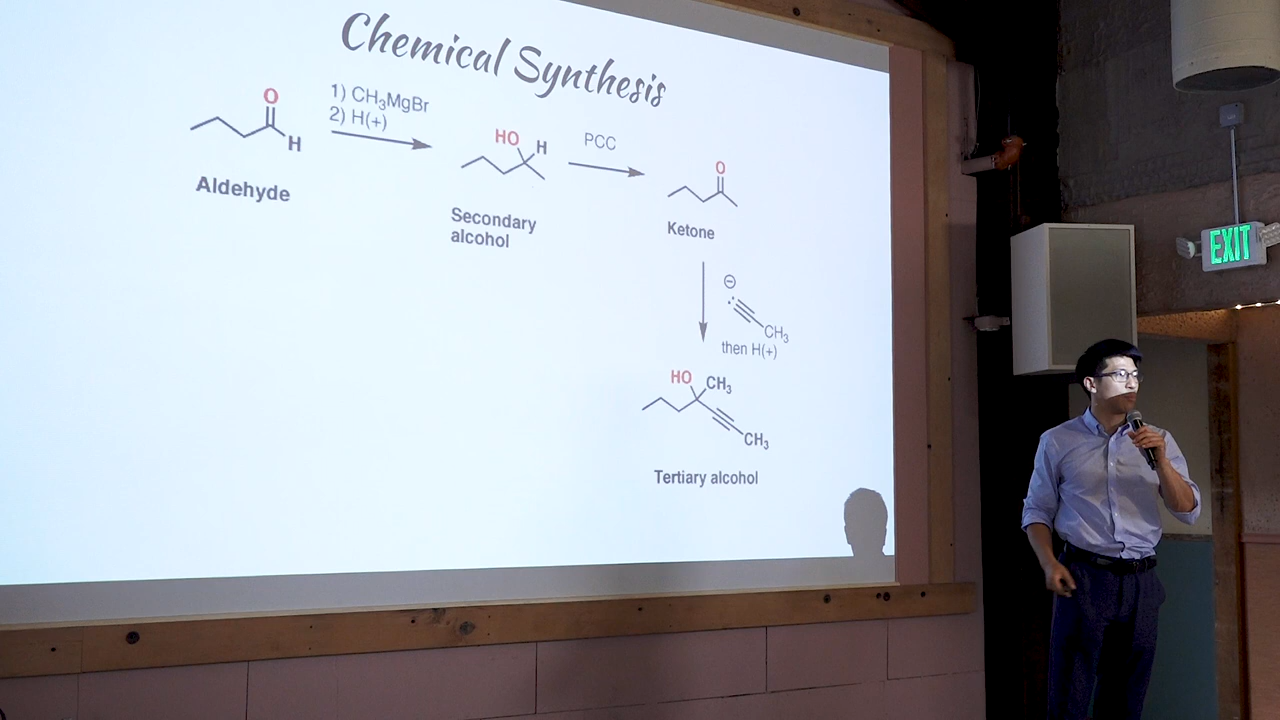 Chemical Synthesis
O
H
Aldehyde
1) CH₃MgBr
2) H(+)
HO
H
Secondary
alcohol
PCC
O
Ketone
⊖
:
CH₃
then H(+)
HO
CH₃
CH₃
Tertiary alcohol
EXIT